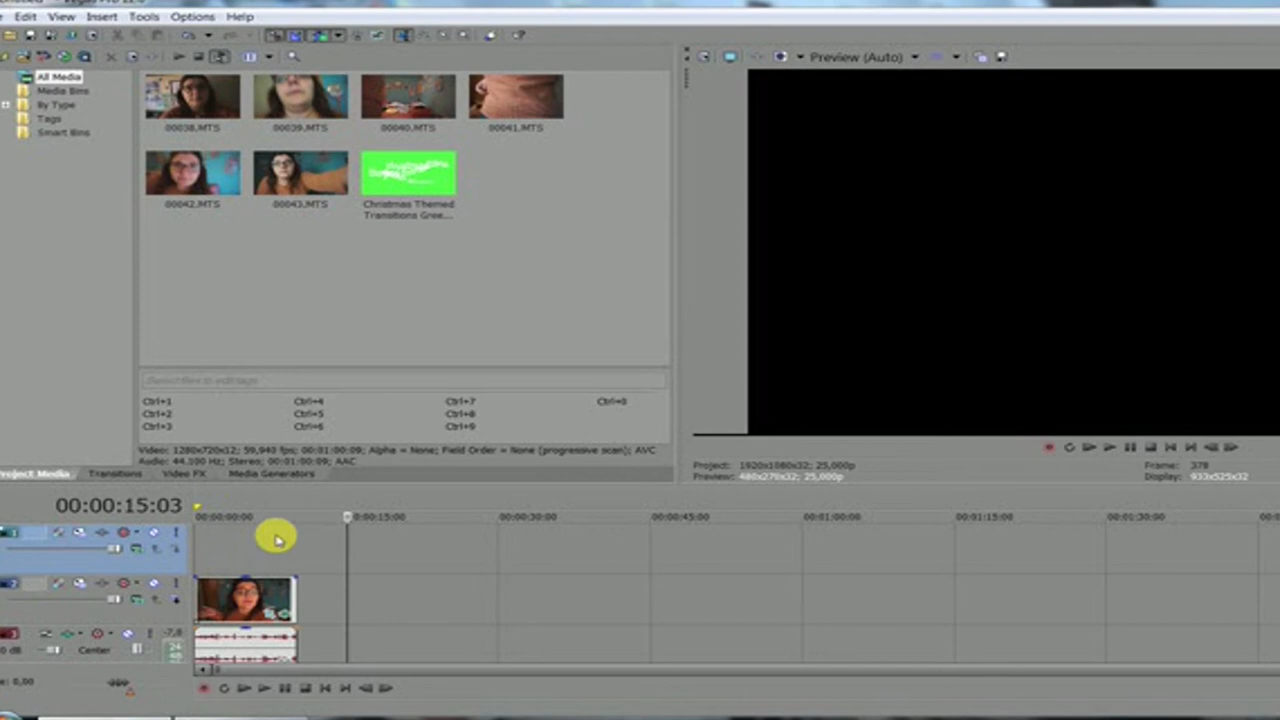 Edit View Insert Tools Options Help
All Media
Media Bins
By Type
Tags
Smart Bins
00038.MTS 00039.MTS 00040.MTS 00041.MTS
00042.MTS 00043.MTS Christmas Themed
Transitions Gree...
Preview (Auto)
Ctrl+1 Ctrl+4 Ctrl+7 Ctrl+0
Ctrl+2 Ctrl+5 Ctrl+8
Ctrl+3 Ctrl+6 Ctrl+9
Video: 1280x720x12; 59,940 fps; 00:01:00:09; Alpha = None; Field Order = None (progressive scan); AVC
Audio: 44.100 Hz; Stereo; 00:01:00:09; AAC
Project Media Transitions Video FX Media Generators
Project: 1920x1080x32; 25,000p Frame: 378
Preview: 480x270x32; 25,000p Display: 933x525x32
00:00:15:03
00:00:00:00 00:00:15:00 00:00:30:00 00:00:45:00 00:01:00:00 00:01:15:00 00:01:30:00
-7,8
24
Center
0,00